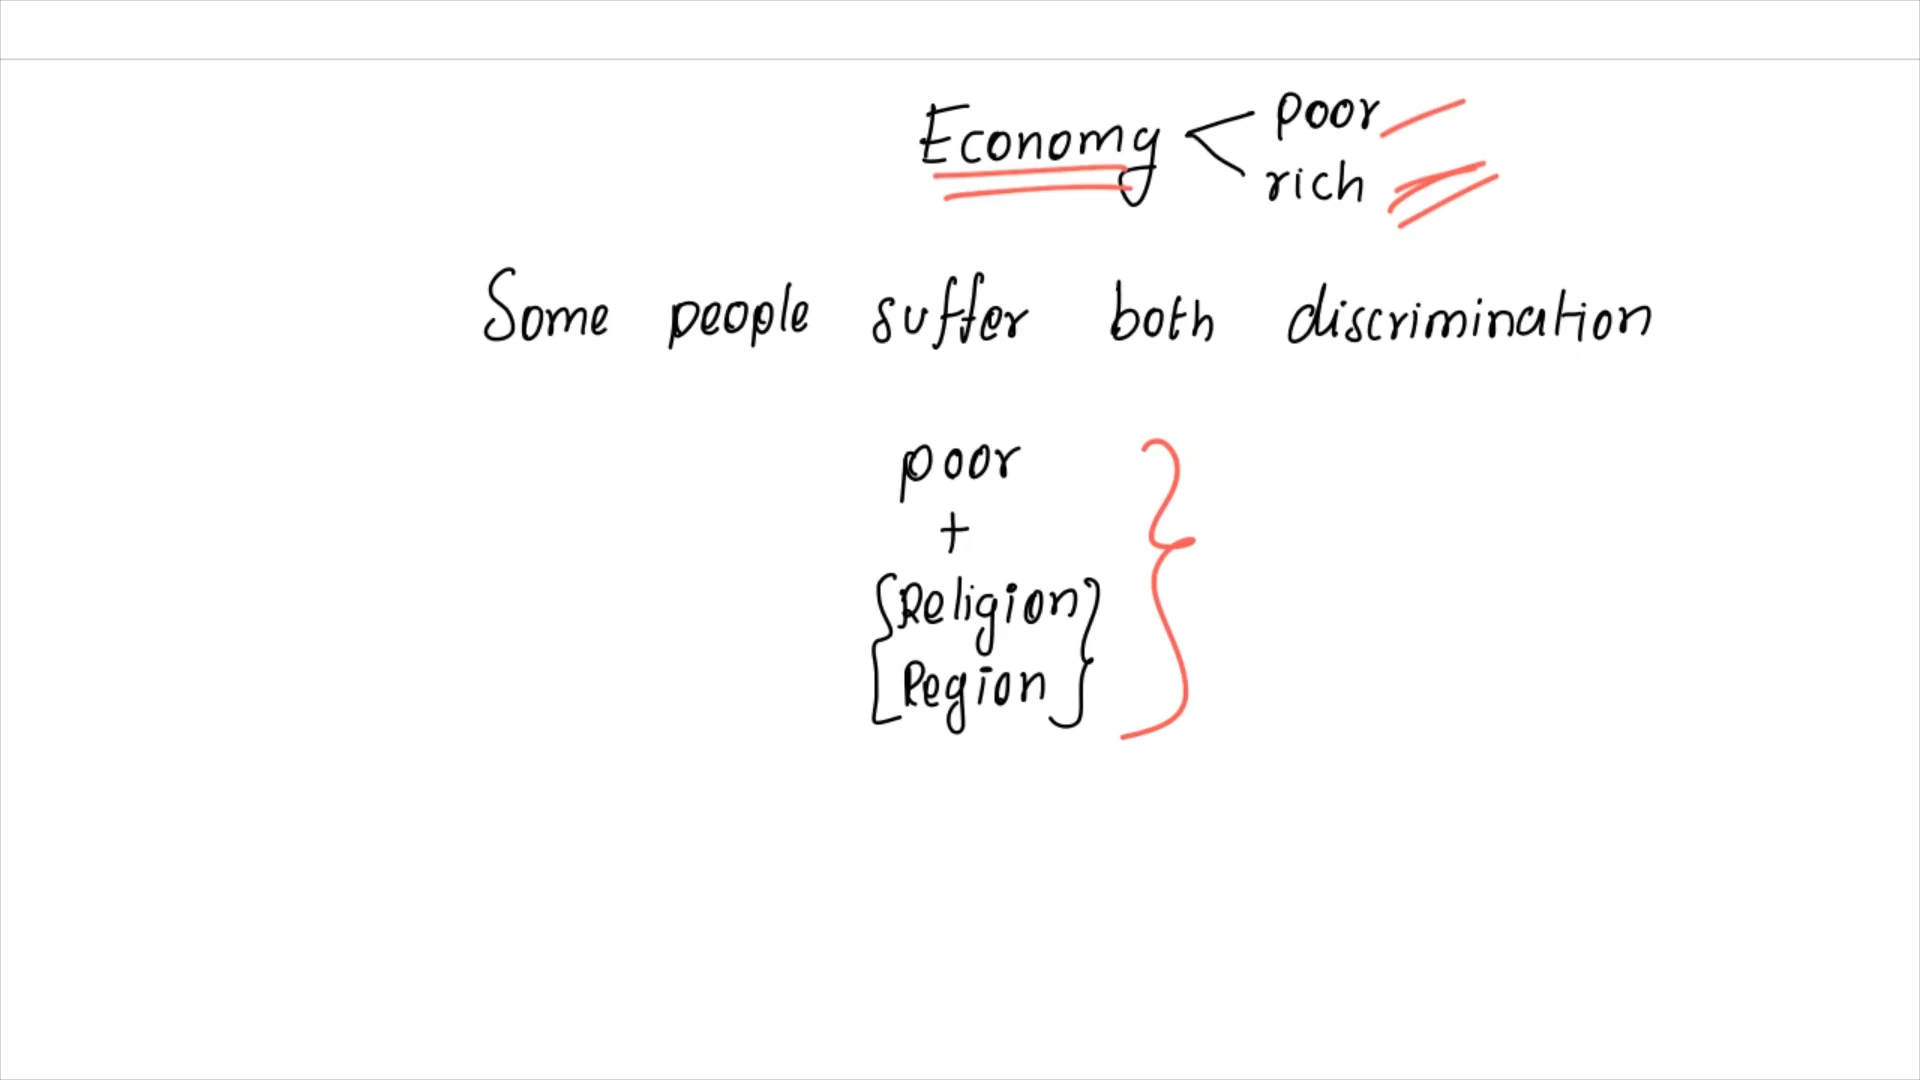 Economy < poor
rich
Some people suffer both discrimination
poor
+
{Religion}
[Region}